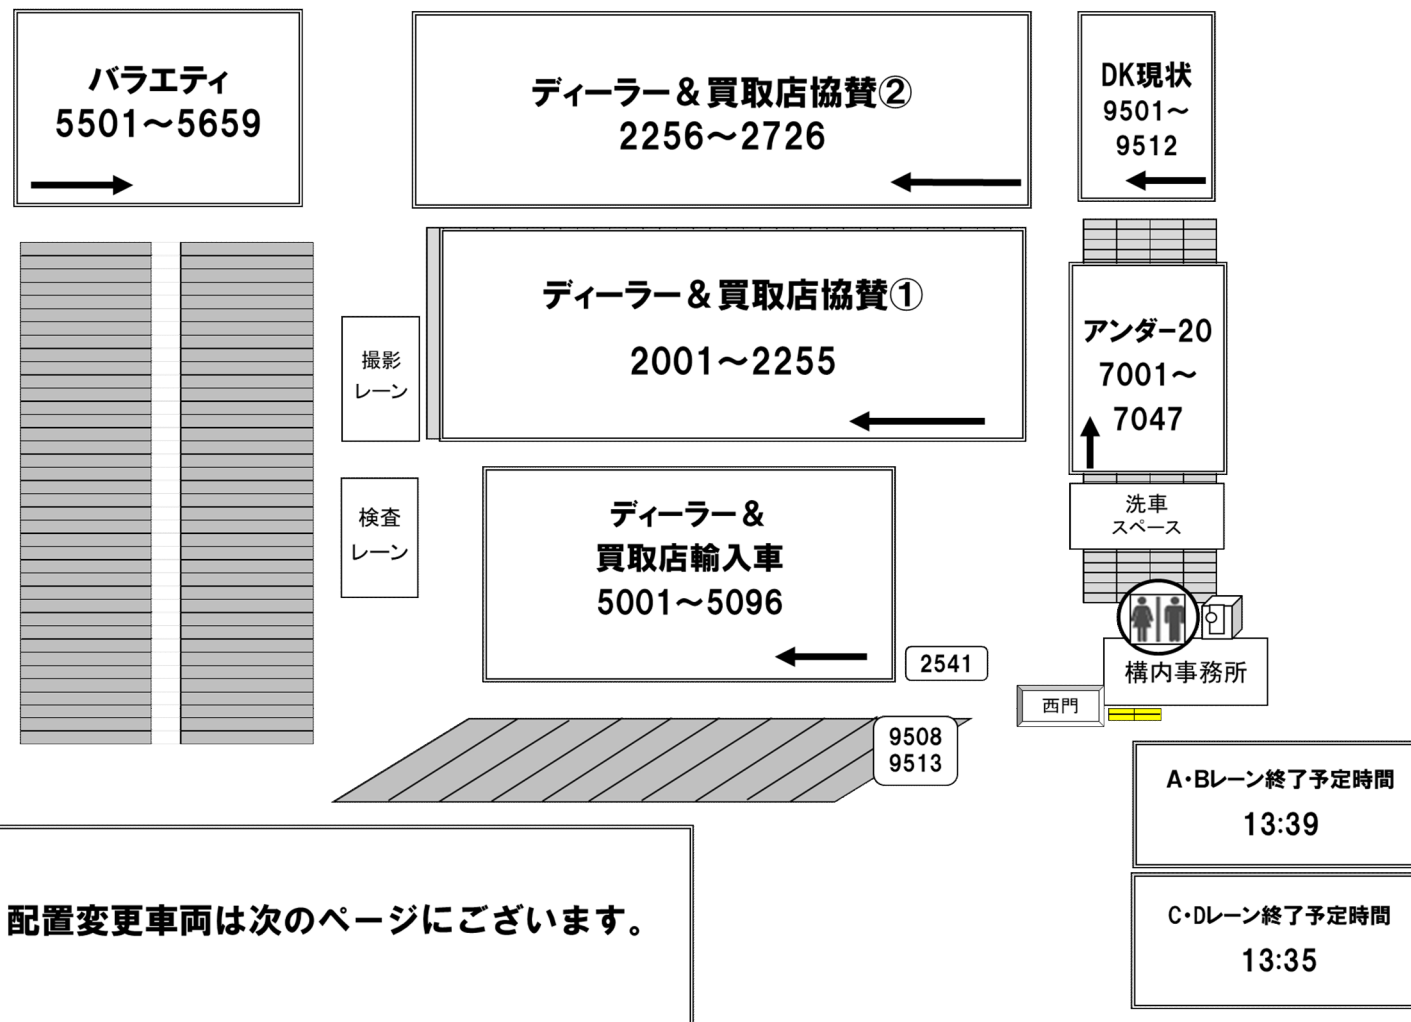 バラエティ
5501～5659
ディーラー＆買取店協賛②
2256～2726
DK現状
9501～
9512
ディーラー＆買取店協賛①
2001～2255
アンダー20
7001～
7047
撮影
レーン
検査
レーン
ディーラー＆
買取店輸入車
5001～5096
洗車
スペース
2541
構内事務所
西門
9508
9513
A・Bレーン終了予定時間
13:39
C・Dレーン終了予定時間
13:35
配置変更車両は次のページにございます。